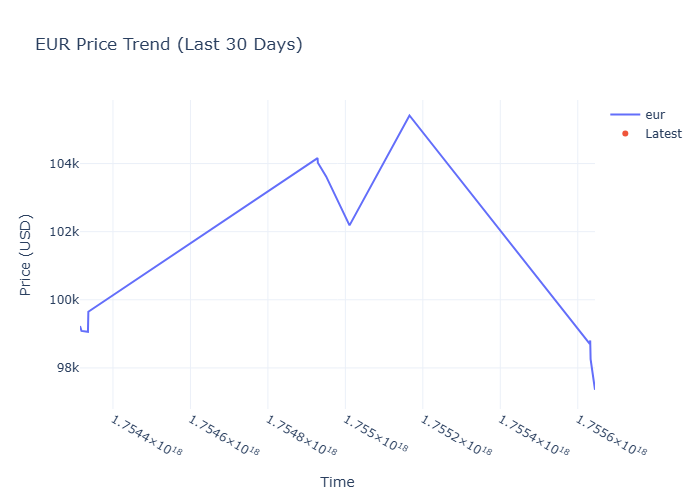 EUR Price Trend (Last 30 Days)
eur
Latest
104k
102k
100k
98k
Price (USD)
1.7544×10¹⁸
1.7546×10¹⁸
1.7548×10¹⁸
1.755×10¹⁸
1.7552×10¹⁸
1.7554×10¹⁸
1.7556×10¹⁸
Time